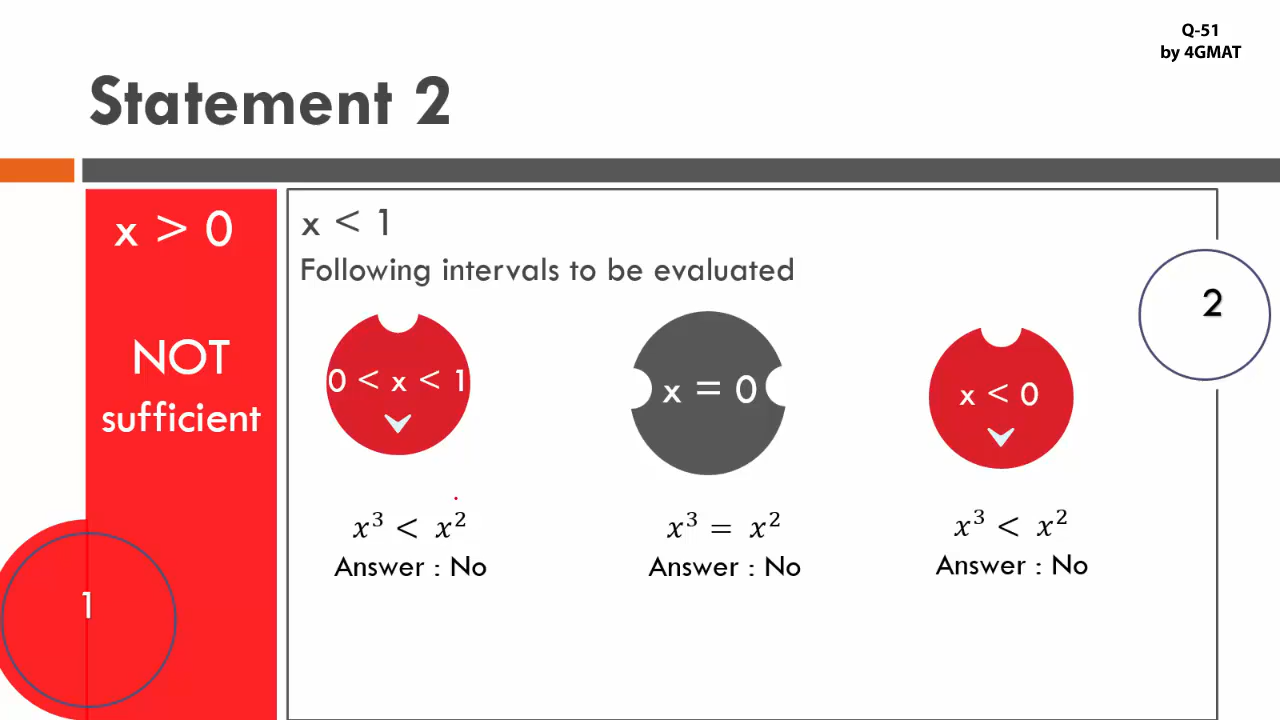 Q-51
by 4GMAT
Statement 2
x > 0
NOT
sufficient
1
x < 1
Following intervals to be evaluated
0 < x < 1
x = 0
x < 0
x³ < x²
Answer : No
x³ = x²
Answer : No
x³ < x²
Answer : No
2